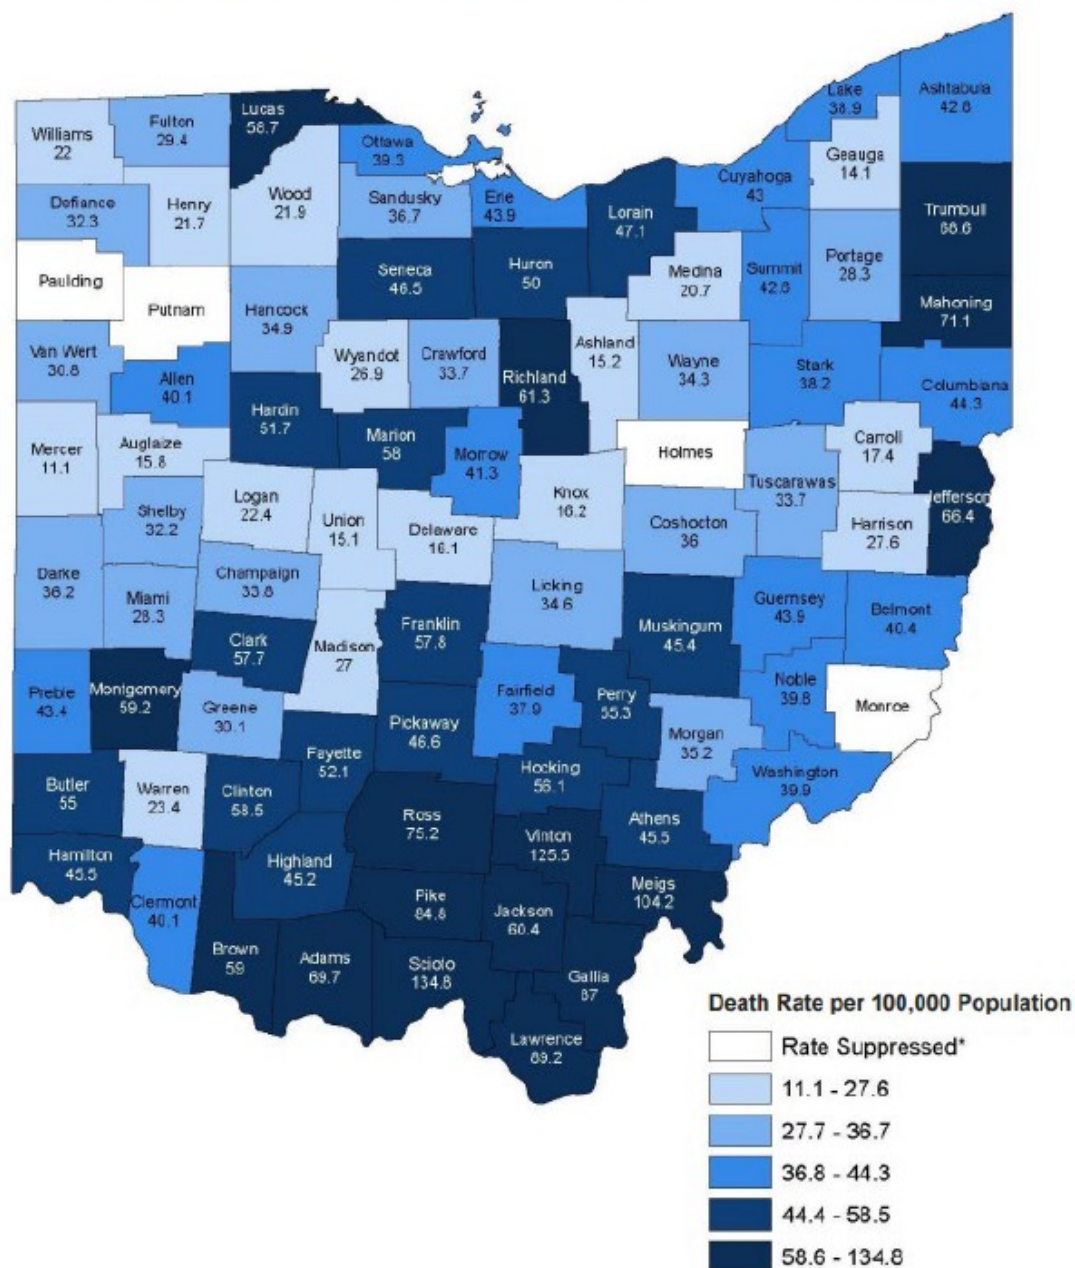 Lake
38.9
Ashtabula
42.8
Lucas
58.7
Williams
22
Fulton
29.4
Ottawa
39.3
Geauga
14.1
Defiance
32.3
Henry
21.7
Wood
21.9
Sandusky
36.7
Erie
43.9
Lorain
47.1
Cuyahoga
43
Trumbull
68.6
Paulding
Putnam
Hancock
34.9
Seneca
46.5
Huron
50
Medina
20.7
Summit
42.8
Portage
28.3
Mahoning
71.1
Van Wert
30.8
Allen
40.1
Wyandot
26.9
Crawford
33.7
Richland
61.3
Ashland
15.2
Wayne
34.3
Stark
38.2
Columbiana
44.3
Mercer
11.1
Auglaize
15.8
Hardin
51.7
Marion
58
Morrow
41.3
Holmes
Carroll
17.4
Shelby
32.2
Logan
22.4
Union
15.1
Delaware
16.1
Knox
16.2
Coshocton
36
Tuscarawas
33.7
Harrison
27.6
Jefferson
66.4
Darke
36.2
Miami
28.3
Champaign
33.8
Licking
34.6
Muskingum
45.4
Guernsey
43.9
Belmont
40.4
Clark
57.7
Madison
27
Franklin
57.8
Preble
43.4
Montgomery
59.2
Greene
30.1
Pickaway
46.6
Fairfield
37.9
Perry
55.3
Morgan
35.2
Noble
39.8
Monroe
Butler
55
Warren
23.4
Clinton
58.5
Fayette
52.1
Ross
75.2
Hocking
56.1
Athens
45.5
Washington
39.9
Hamilton
45.5
Clermont
40.1
Highland
45.2
Pike
84.8
Vinton
125.5
Jackson
60.4
Meigs
104.2
Brown
59
Adams
69.7
Scioto
134.8
Gallia
87
Lawrence
89.2
Death Rate per 100,000 Population
Rate Suppressed*
11.1 - 27.6
27.7 - 36.7
36.8 - 44.3
44.4 - 58.5
58.6 - 134.8